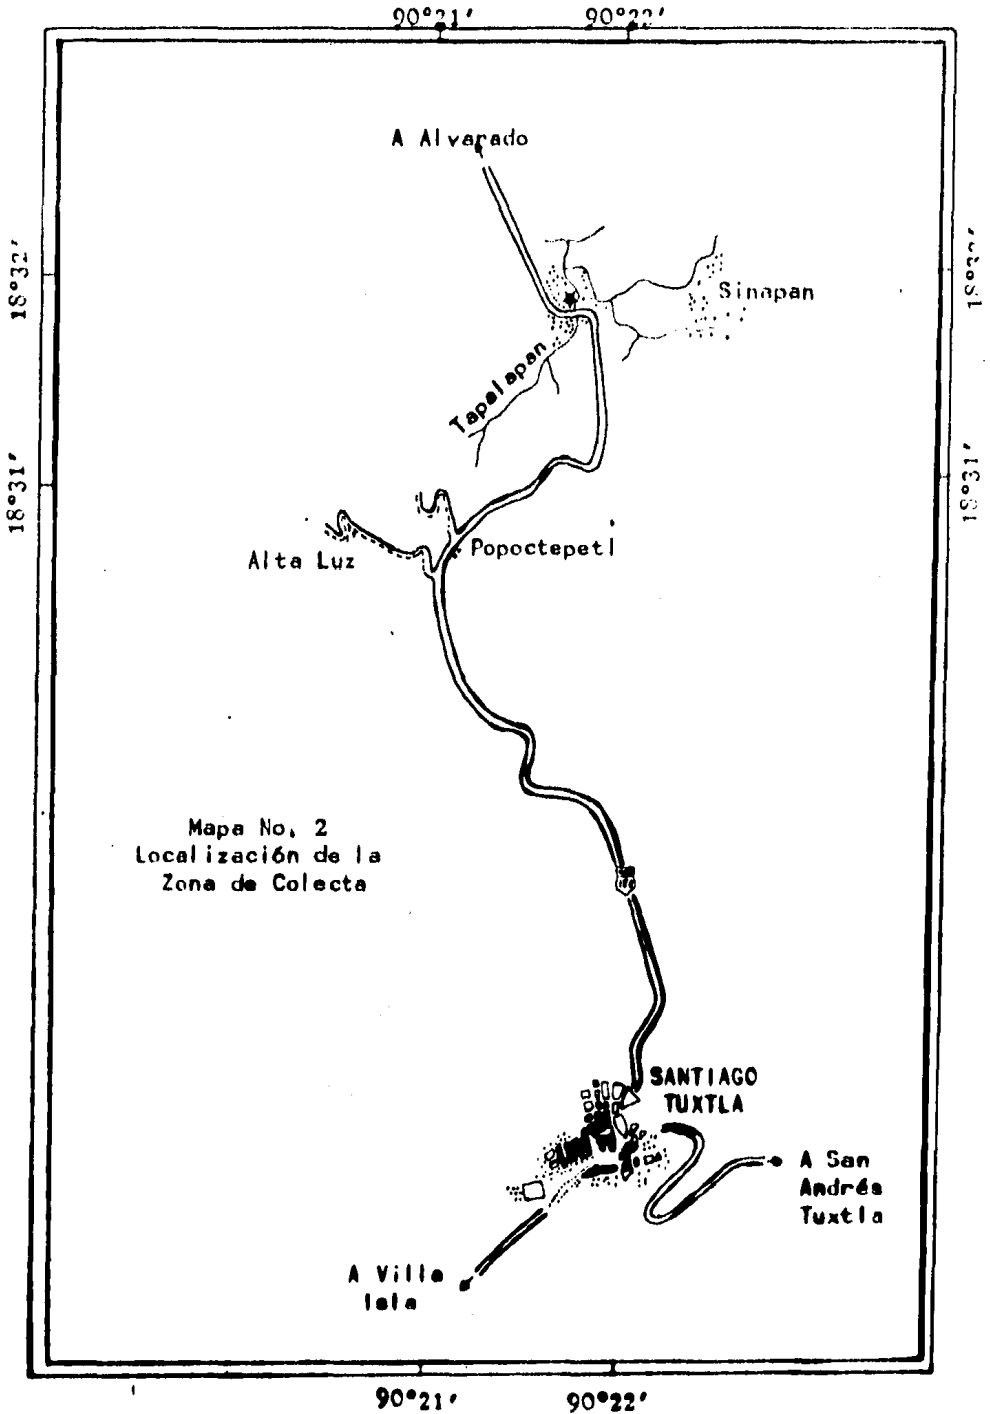 90°21′ 90°22′
A Alvarado
18°32′
18°32′
Sinapan
Tapalapan
18°31′
18°31′
Popoctepetl
Alta Luz
Mapa No. 2
Localización de la
Zona de Colecta
SANTIAGO
TUXTLA
A San
Andrés
Tuxtla
A Villa
Isla
90°21′ 90°22′